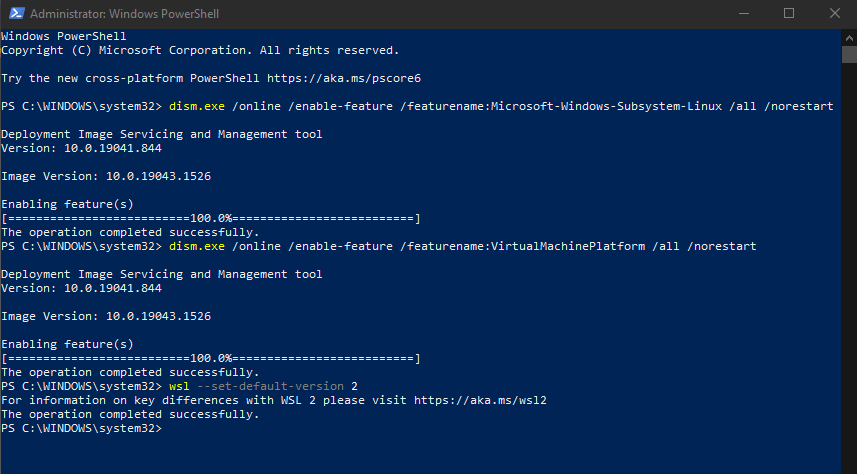 Administrator: Windows PowerShell
Windows PowerShell
Copyright (C) Microsoft Corporation. All rights reserved.
Try the new cross-platform PowerShell https://aka.ms/pscore6
PS C:\WINDOWS\system32> dism.exe /online /enable-feature /featurename:Microsoft-Windows-Subsystem-Linux /all /norestart
Deployment Image Servicing and Management tool
Version: 10.0.19041.844
Image Version: 10.0.19043.1526
Enabling feature(s)
[==========================100.0%==========================]
The operation completed successfully.
PS C:\WINDOWS\system32> dism.exe /online /enable-feature /featurename:VirtualMachinePlatform /all /norestart
Deployment Image Servicing and Management tool
Version: 10.0.19041.844
Image Version: 10.0.19043.1526
Enabling feature(s)
[==========================100.0%==========================]
The operation completed successfully.
PS C:\WINDOWS\system32> wsl --set-default-version 2
For information on key differences with WSL 2 please visit https://aka.ms/wsl2
The operation completed successfully.
PS C:\WINDOWS\system32>